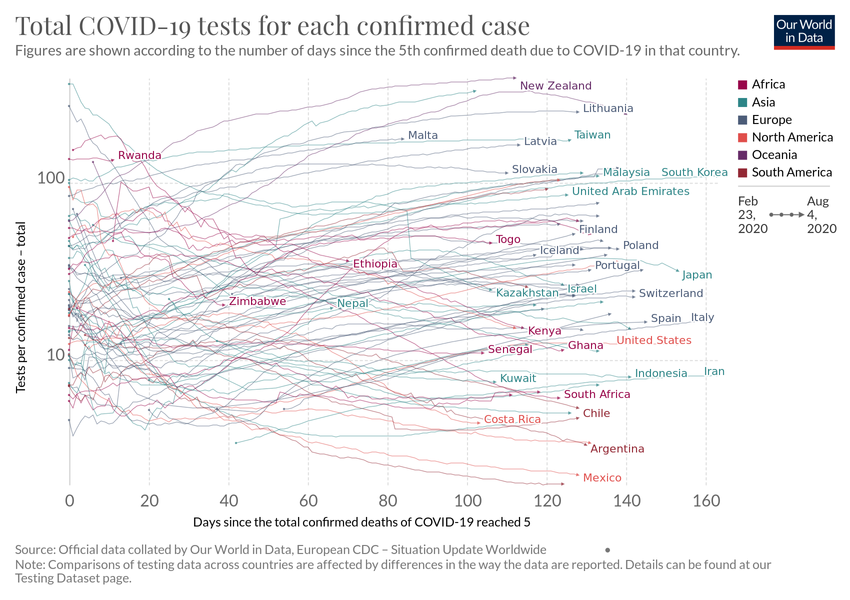 Total COVID-19 tests for each confirmed case
Figures are shown according to the number of days since the 5th confirmed death due to COVID-19 in that country.
Our World
in Data
New Zealand
Lithuania
Malta
Latvia
Taiwan
Rwanda
Slovakia
Malaysia
South Korea
100
United Arab Emirates
Togo
Finland
Iceland
Poland
Ethiopia
Portugal
Japan
Zimbabwe
Nepal
Kazakhstan
Israel
Switzerland
Spain
Italy
Kenya
Ghana
United States
10
Senegal
Kuwait
Indonesia
Iran
South Africa
Costa Rica
Chile
Argentina
Mexico
Africa
Asia
Europe
North America
Oceania
South America
Feb
23,
2020
Aug
4,
2020
Tests per confirmed case – total
0
20
40
60
80
100
120
140
160
Days since the total confirmed deaths of COVID-19 reached 5
Source: Official data collated by Our World in Data, European CDC – Situation Update Worldwide
Note: Comparisons of testing data across countries are affected by differences in the way the data are reported. Details can be found at our
Testing Dataset page.